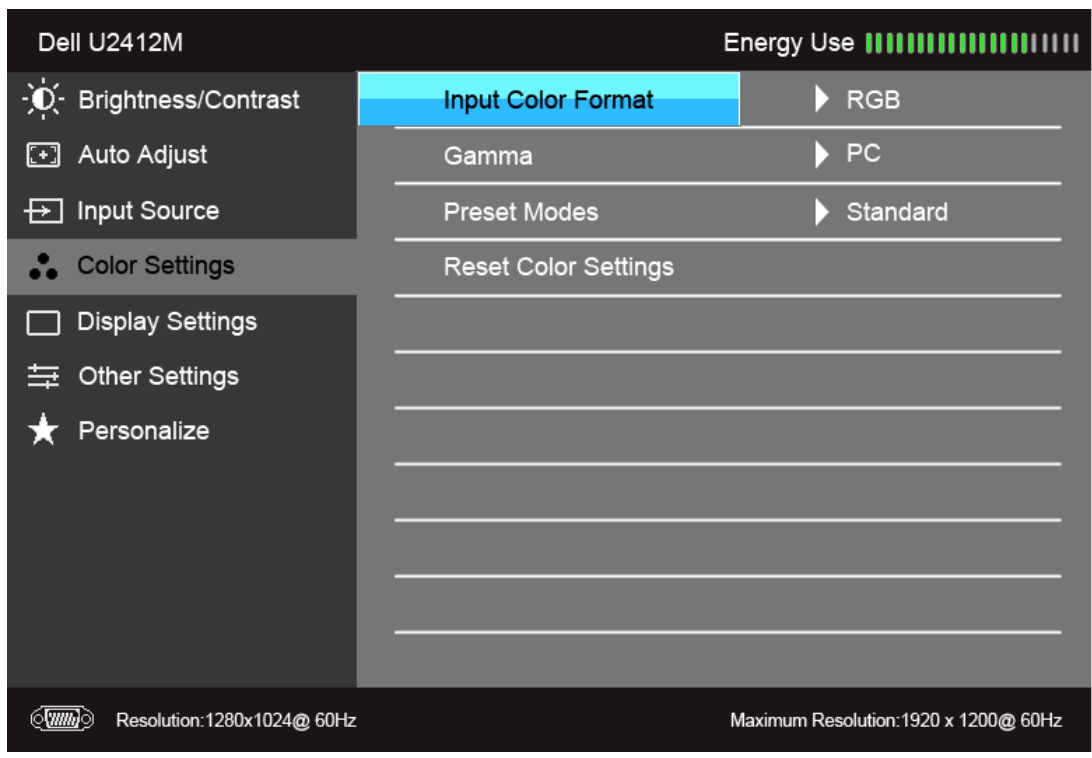 Dell U2412M Energy Use
Brightness/Contrast Input Color Format RGB
Auto Adjust Gamma PC
Input Source Preset Modes Standard
Color Settings Reset Color Settings
Display Settings
Other Settings
Personalize
Resolution:1280x1024@ 60Hz Maximum Resolution:1920 x 1200@ 60Hz